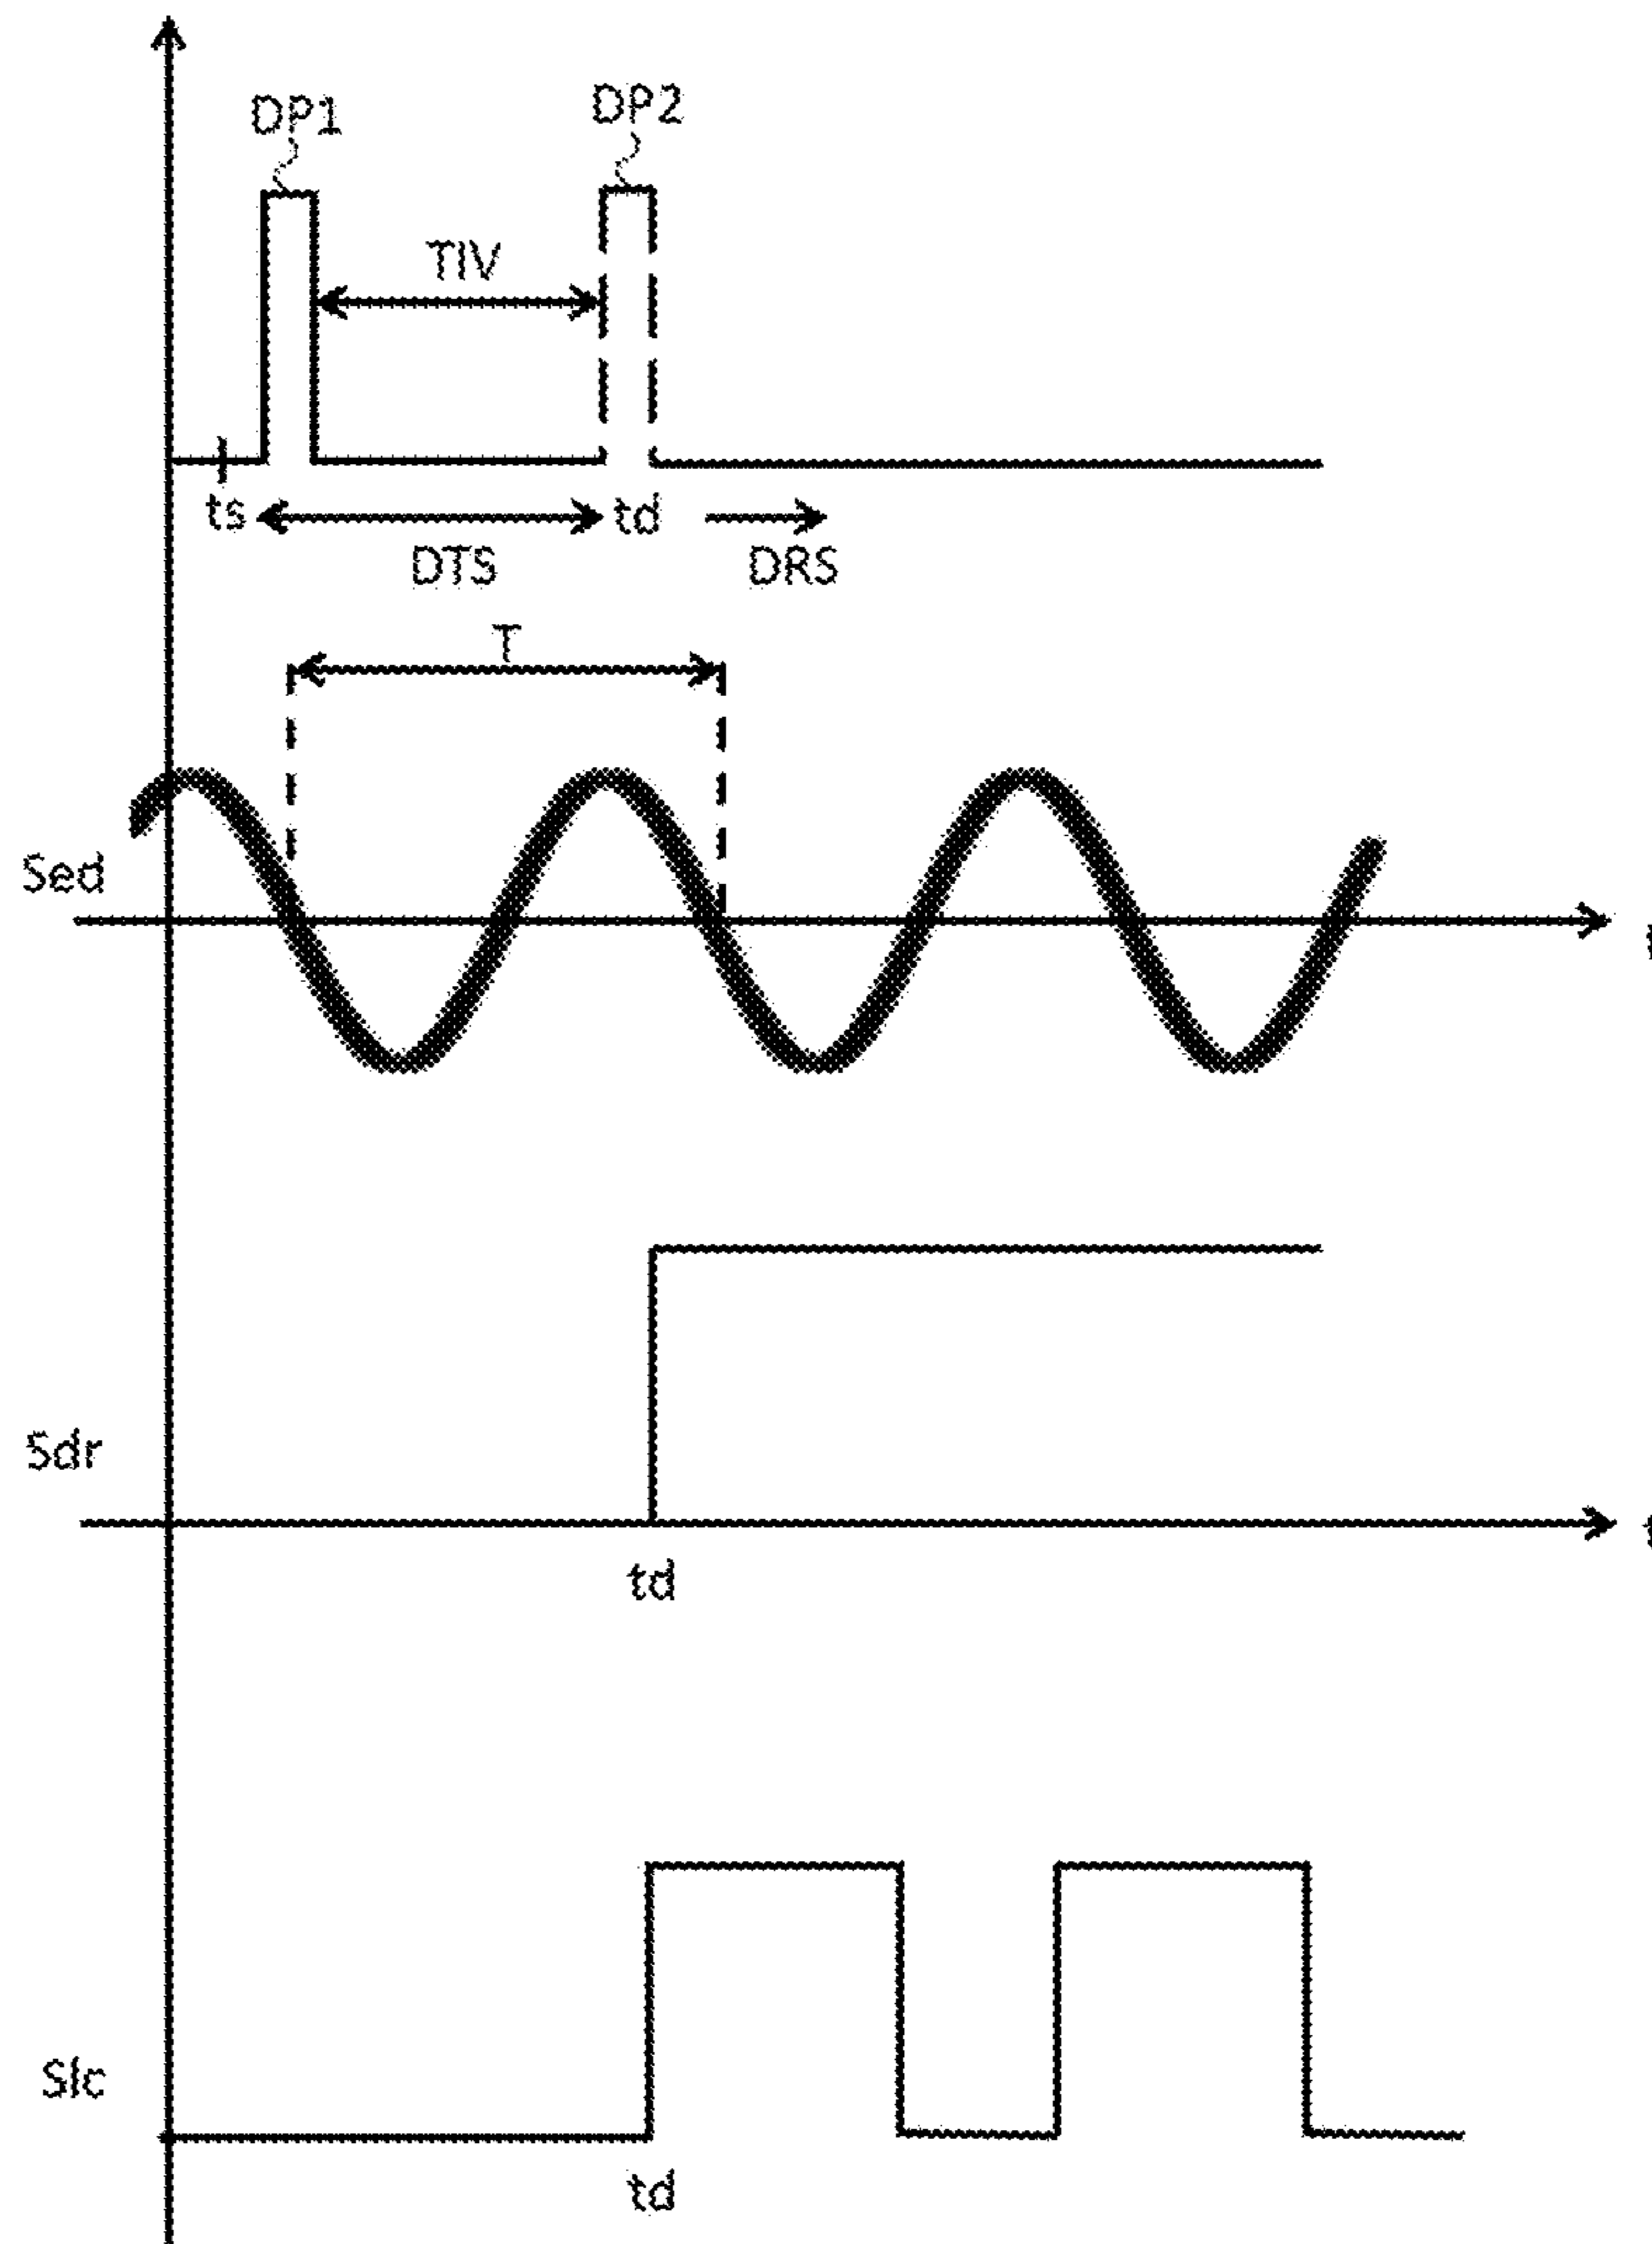 DP1 DP2
TIV
ts td
DTS DRS
T
Sed
t
Sdr
t
td
Slc
td